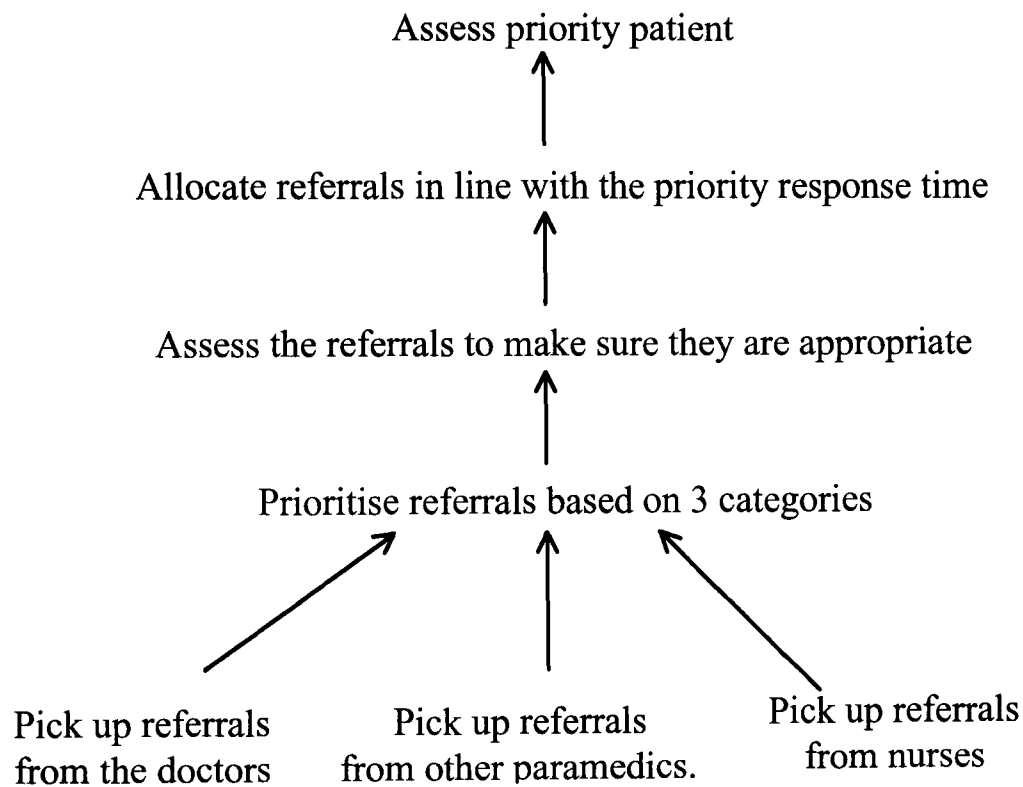 Assess priority patient
Allocate referrals in line with the priority response time
Assess the referrals to make sure they are appropriate
Prioritise referrals based on 3 categories
Pick up referrals
from the doctors
Pick up referrals
from other paramedics.
Pick up referrals
from nurses